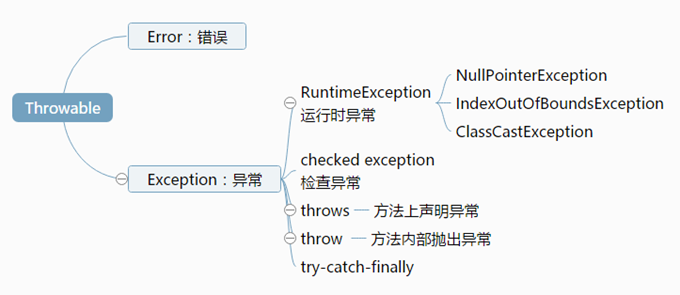 Error：错误
Throwable
Exception：异常
RuntimeException
运行时异常
NullPointerException
IndexOutOfBoundsException
ClassCastException
checked exception
检查异常
throws
方法上声明异常
throw
方法内部抛出异常
try-catch-finally